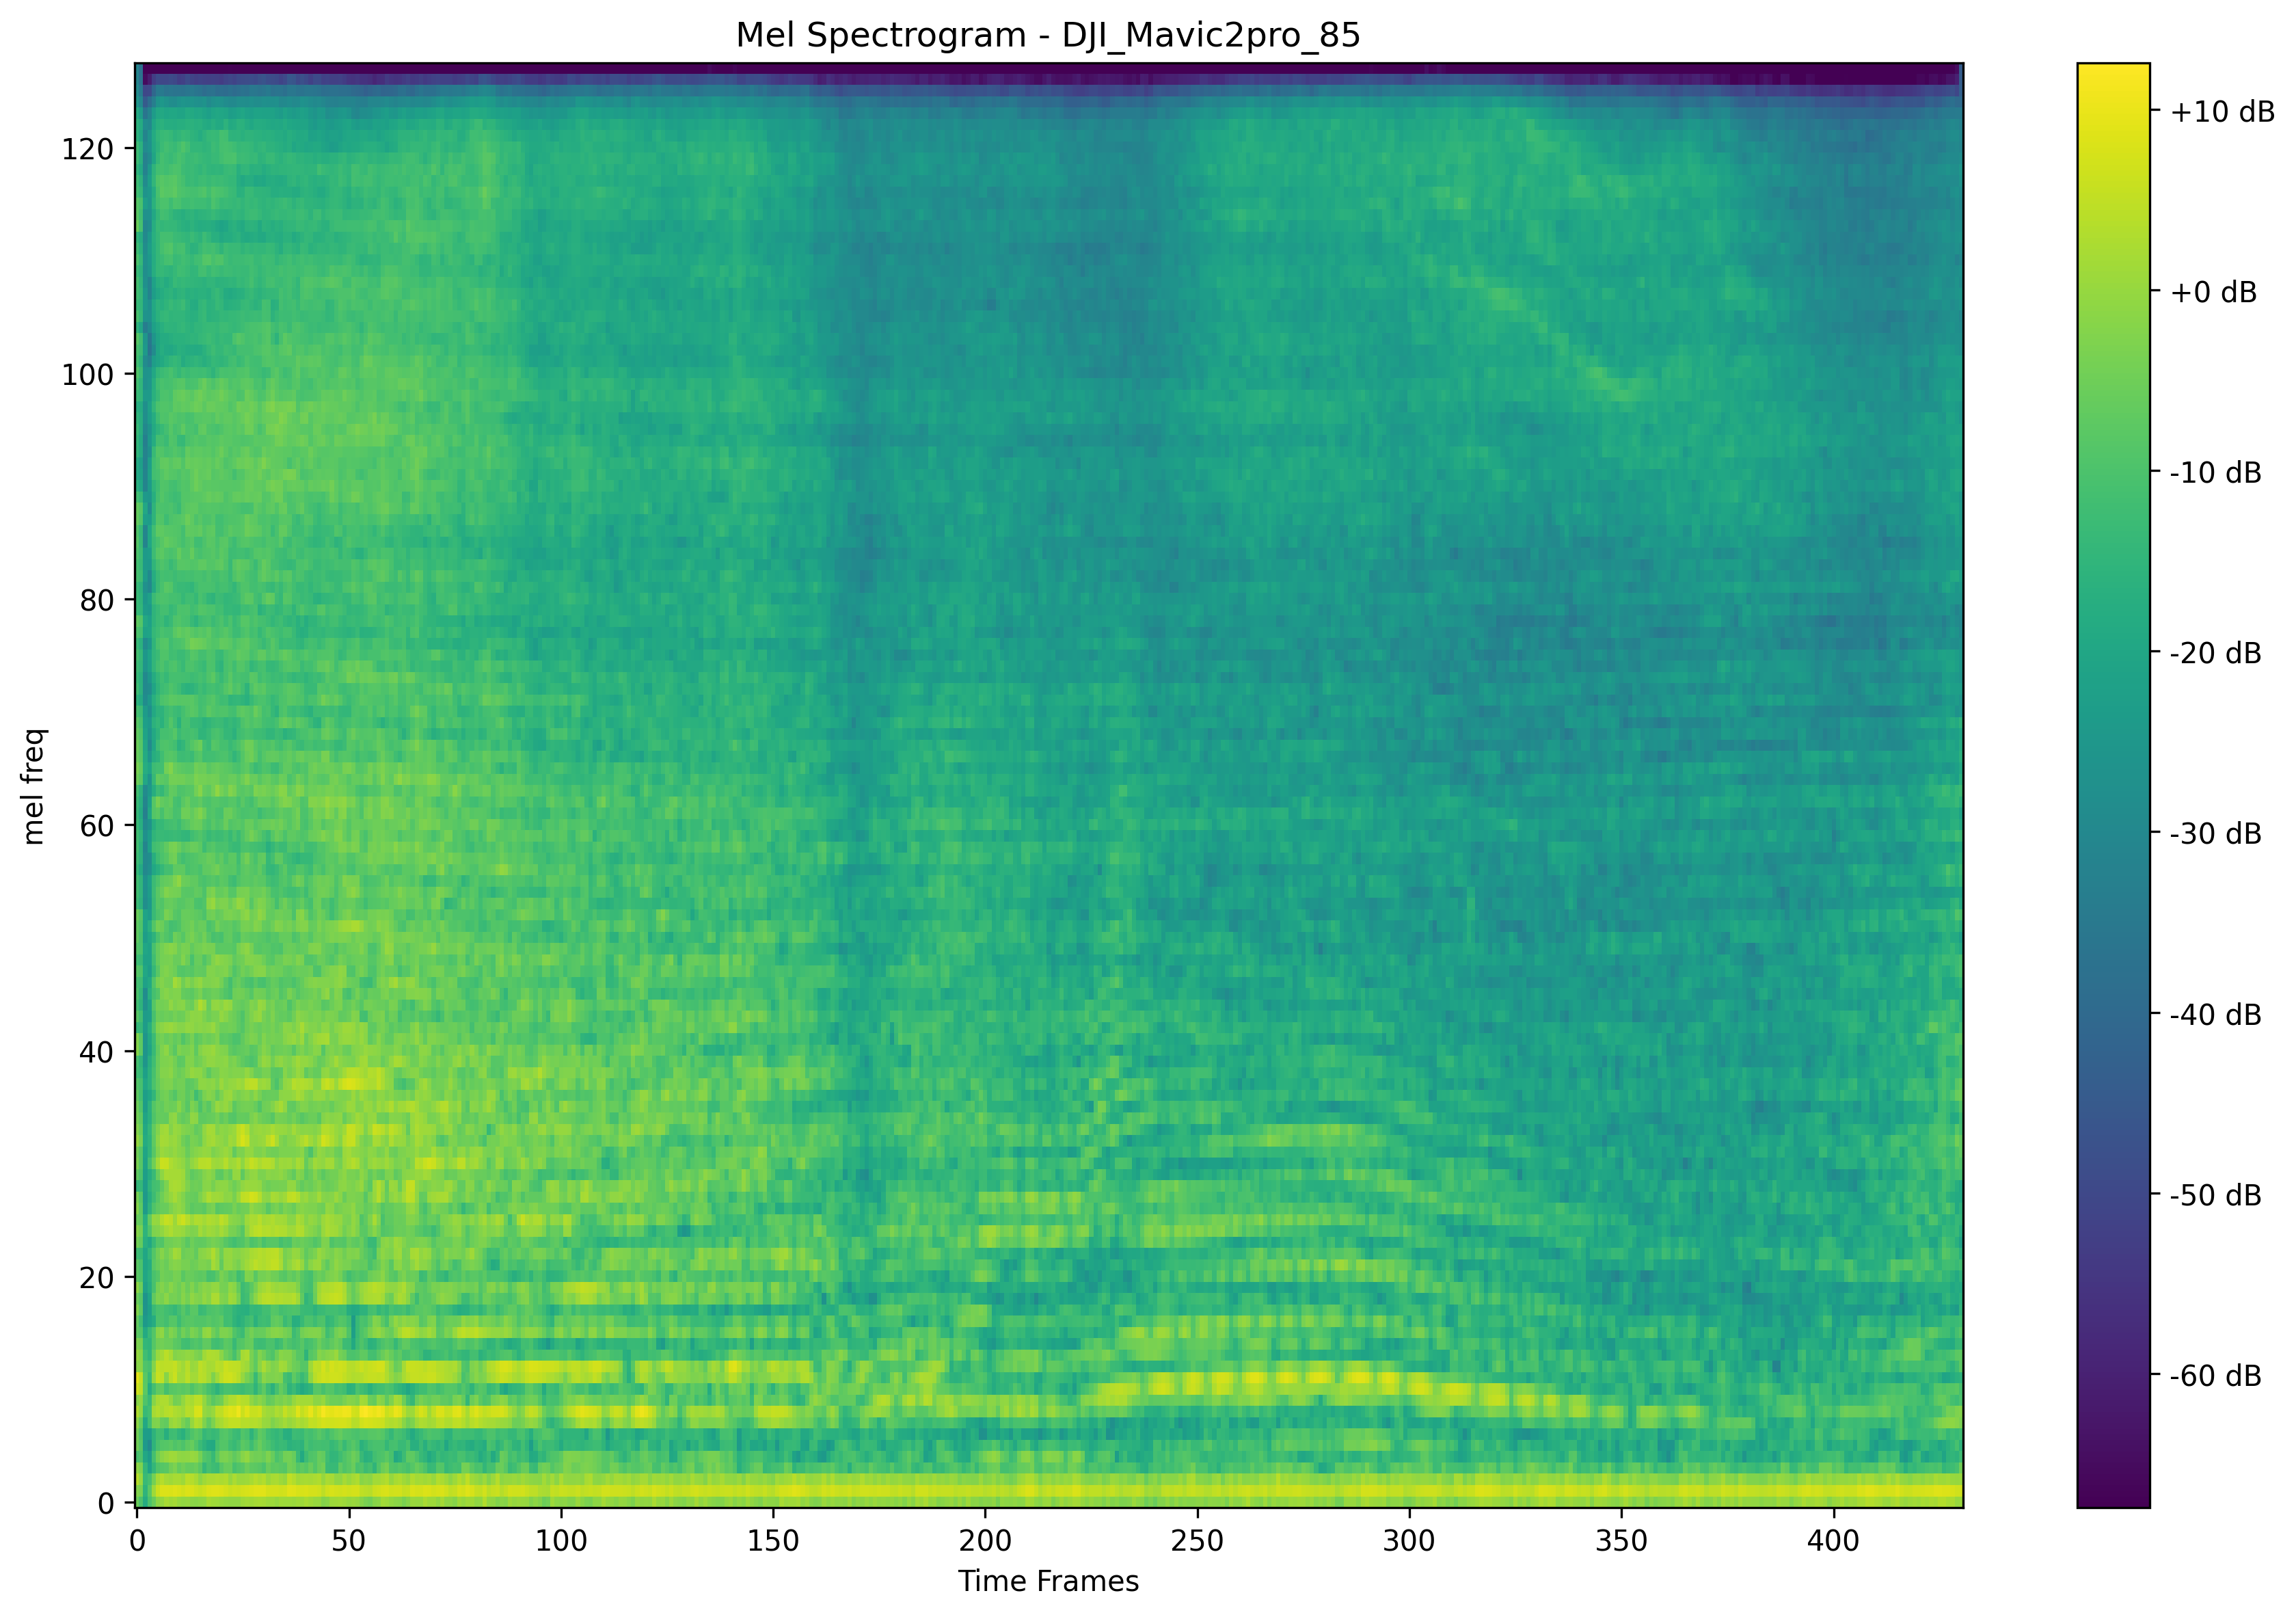 Mel Spectrogram - DJI_Mavic2pro_85
mel freq
120
100
80
60
40
20
0
0 50 100 150 200 250 300 350 400
Time Frames
+10 dB
+0 dB
-10 dB
-20 dB
-30 dB
-40 dB
-50 dB
-60 dB